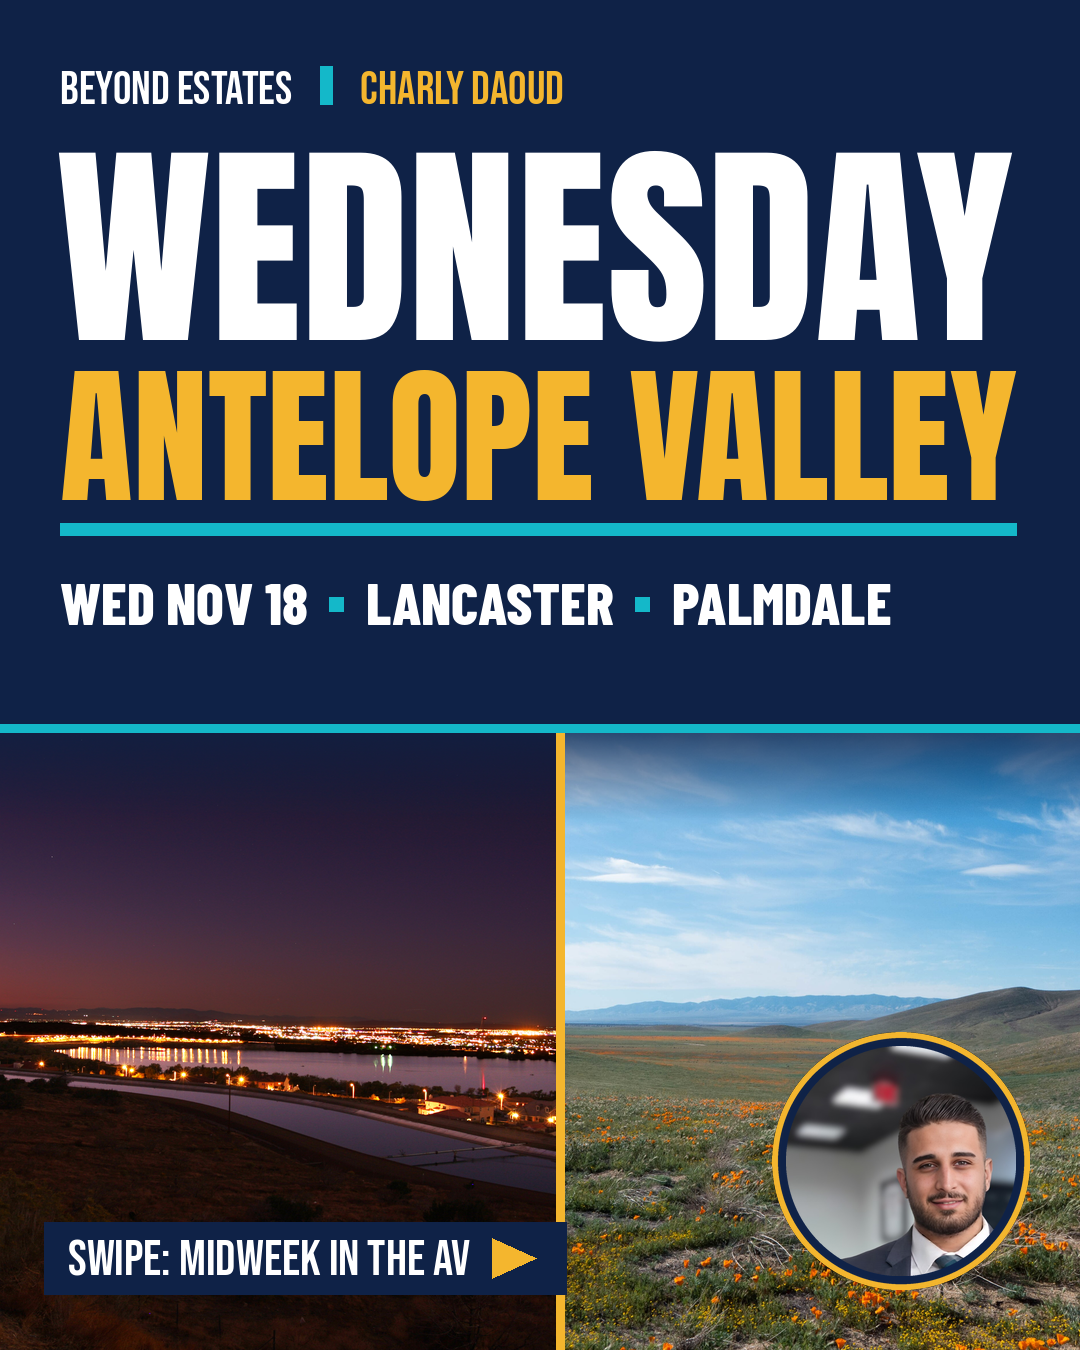 BEYOND ESTATES CHARLY DAOUD
WEDNESDAY
ANTELOPE VALLEY
WED NOV 18 ▪ LANCASTER ▪ PALMDALE
SWIPE: MIDWEEK IN THE AV